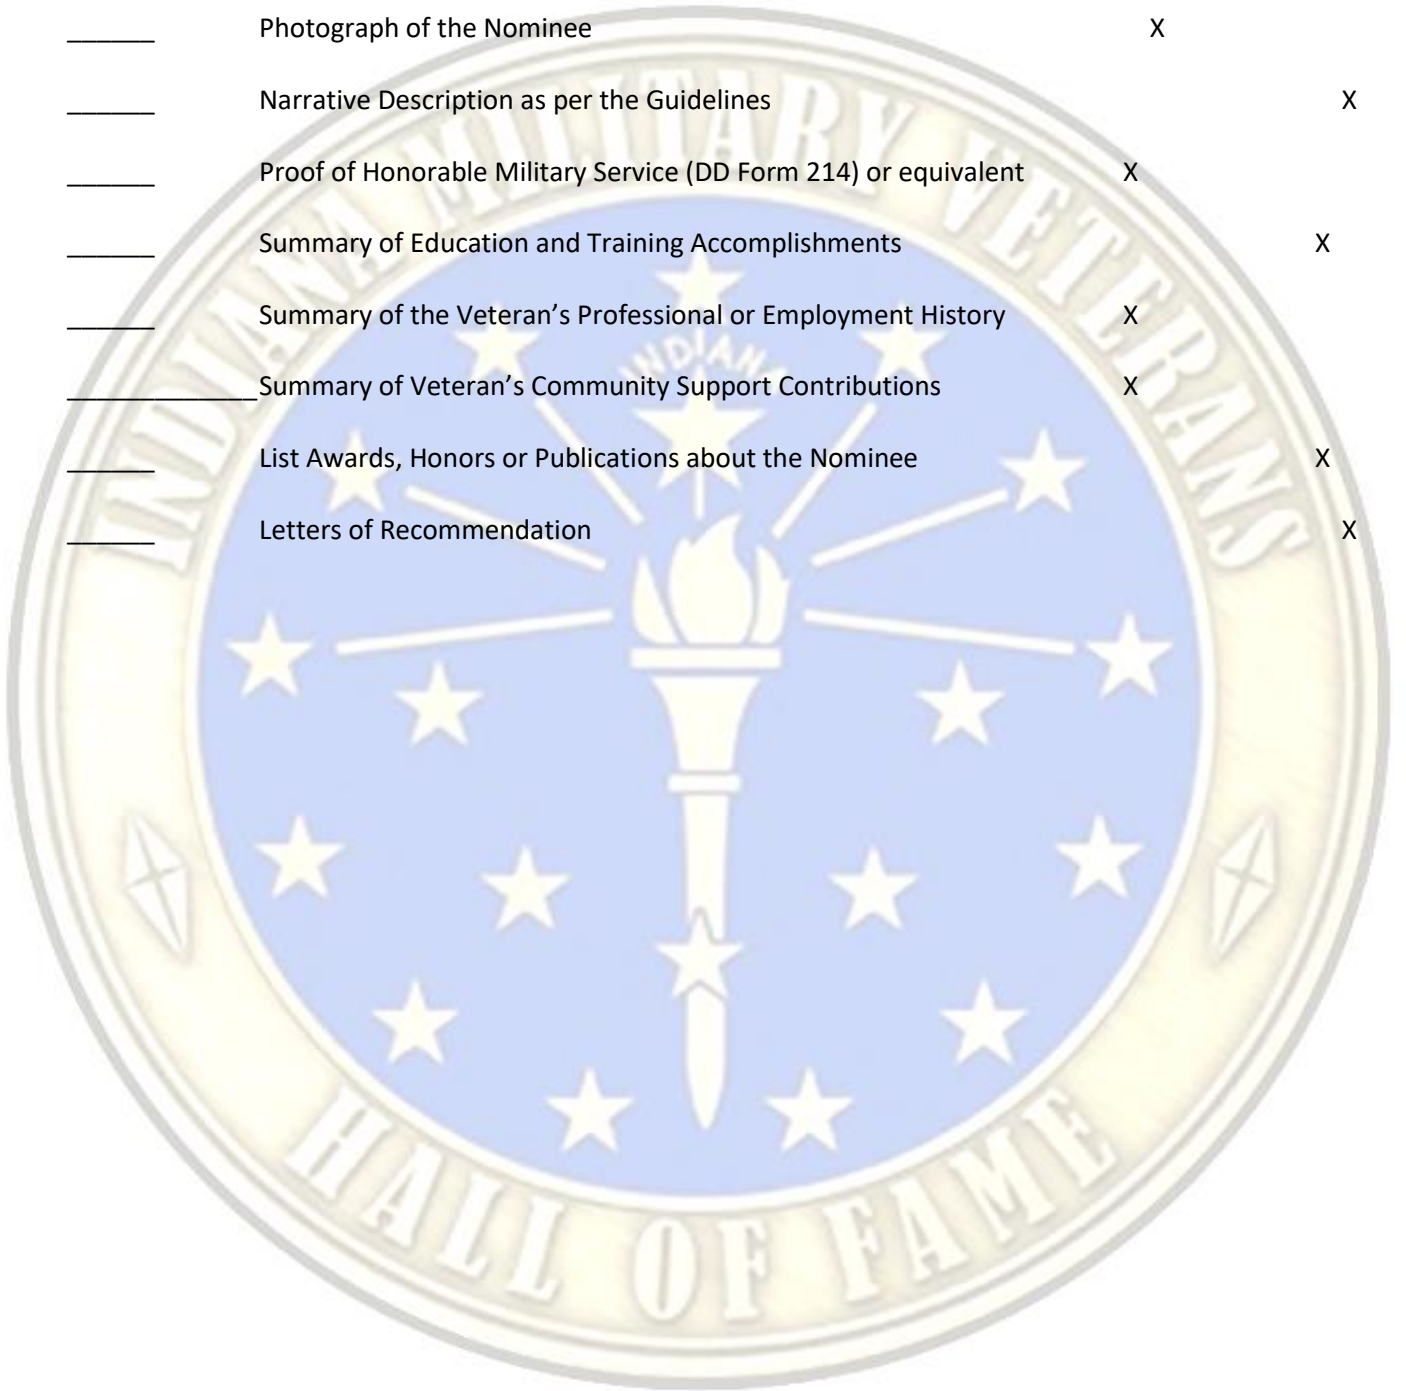 ______ Photograph of the Nominee X
______ Narrative Description as per the Guidelines X
______ Proof of Honorable Military Service (DD Form 214) or equivalent X
______ Summary of Education and Training Accomplishments X
______ Summary of the Veteran’s Professional or Employment History X
_____________Summary of Veteran’s Community Support Contributions X
______ List Awards, Honors or Publications about the Nominee X
______ Letters of Recommendation X
INDIANA MILITARY VETERANS
INDIANA
HALL OF FAME